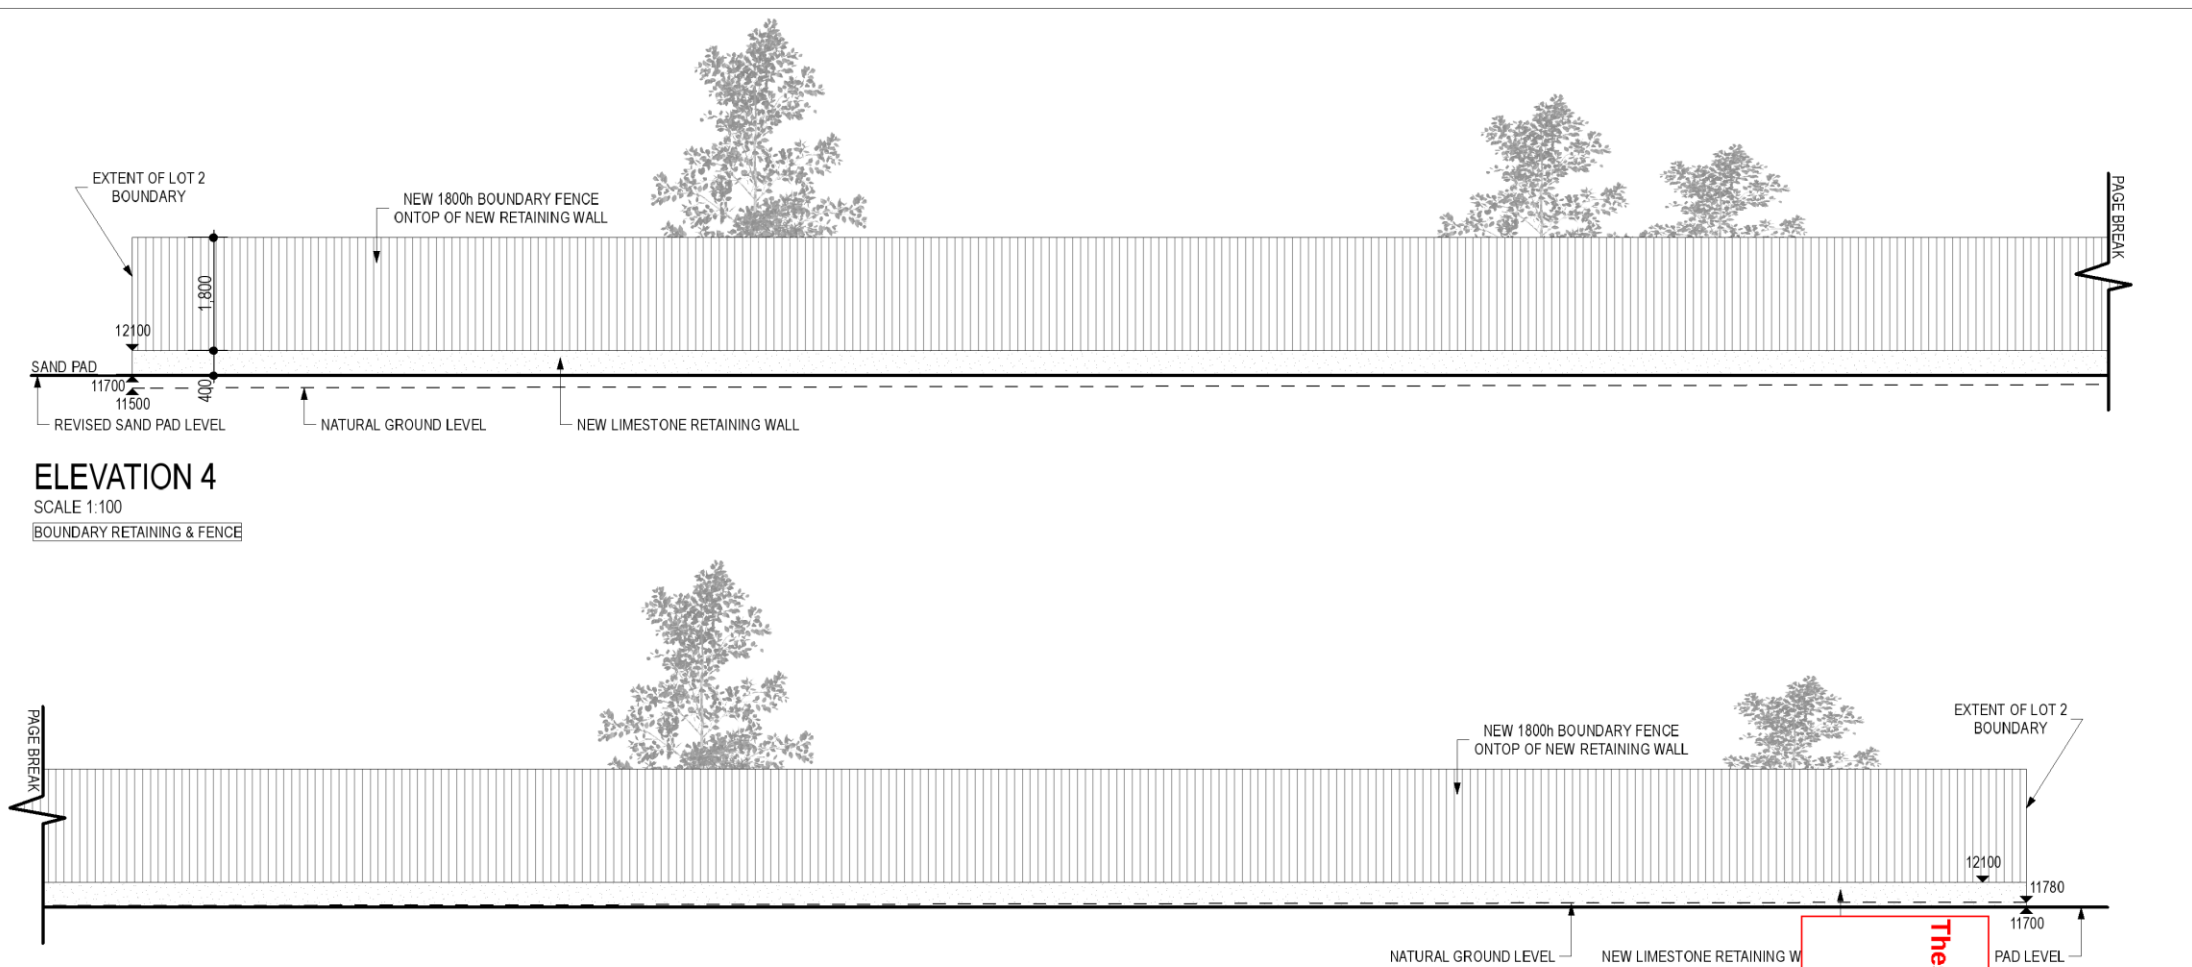 EXTENT OF LOT 2
BOUNDARY
NEW 1800h BOUNDARY FENCE
ONTOP OF NEW RETAINING WALL
PAGE BREAK
1,800
12100
SAND PAD
11700
11500
400
REVISED SAND PAD LEVEL
NATURAL GROUND LEVEL
NEW LIMESTONE RETAINING WALL
ELEVATION 4
SCALE 1:100
BOUNDARY RETAINING & FENCE
PAGE BREAK
NEW 1800h BOUNDARY FENCE
ONTOP OF NEW RETAINING WALL
EXTENT OF LOT 2
BOUNDARY
12100
11780
11700
NATURAL GROUND LEVEL
NEW LIMESTONE RETAINING W
The
PAD LEVEL